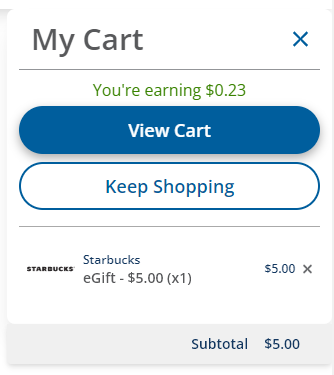 My Cart
You're earning $0.23
View Cart
Keep Shopping
STARBUCKS
Starbucks
eGift - $5.00 (x1)
$5.00
Subtotal $5.00